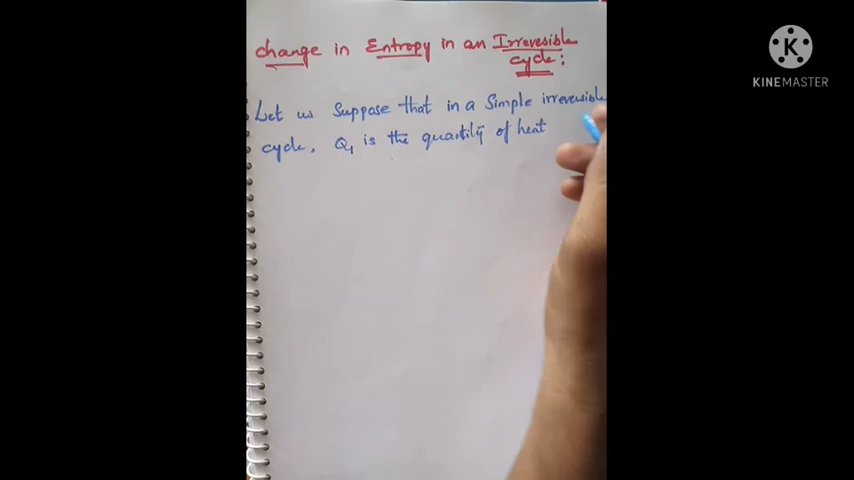 change in Entropy in an Irrevesible
cycle:
Let us suppose that in a Simple irreversible
cycle, Q1 is the quantity of heat
K
KINEMASTER